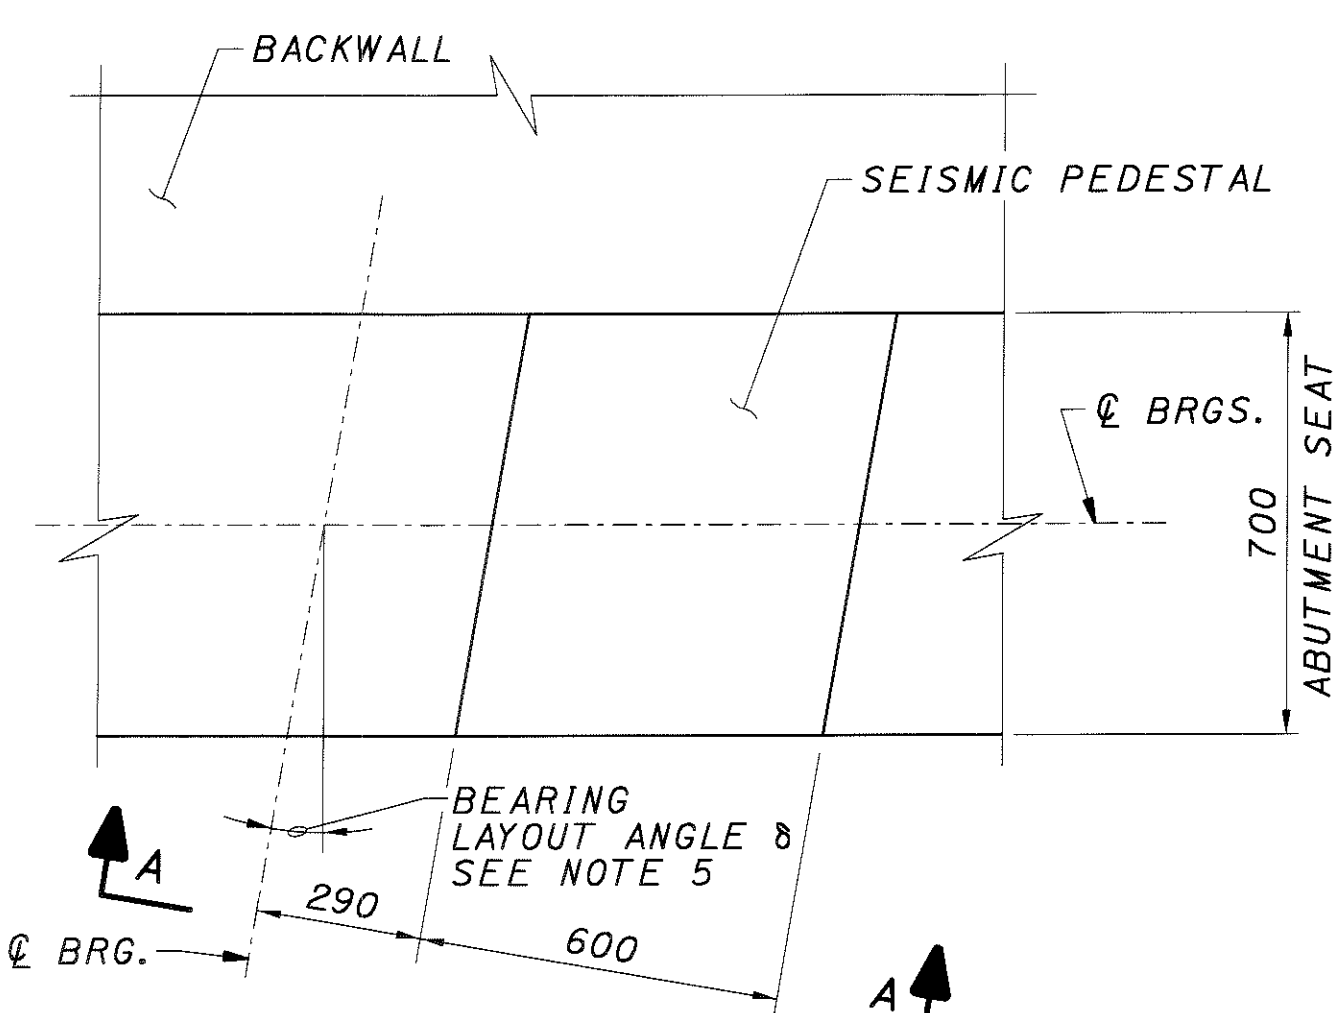 BACKWALL
SEISMIC PEDESTAL
℄ BRGS.
700
ABUTMENT SEAT
BEARING
LAYOUT ANGLE δ
SEE NOTE 5
A
290
600
℄ BRG.
A